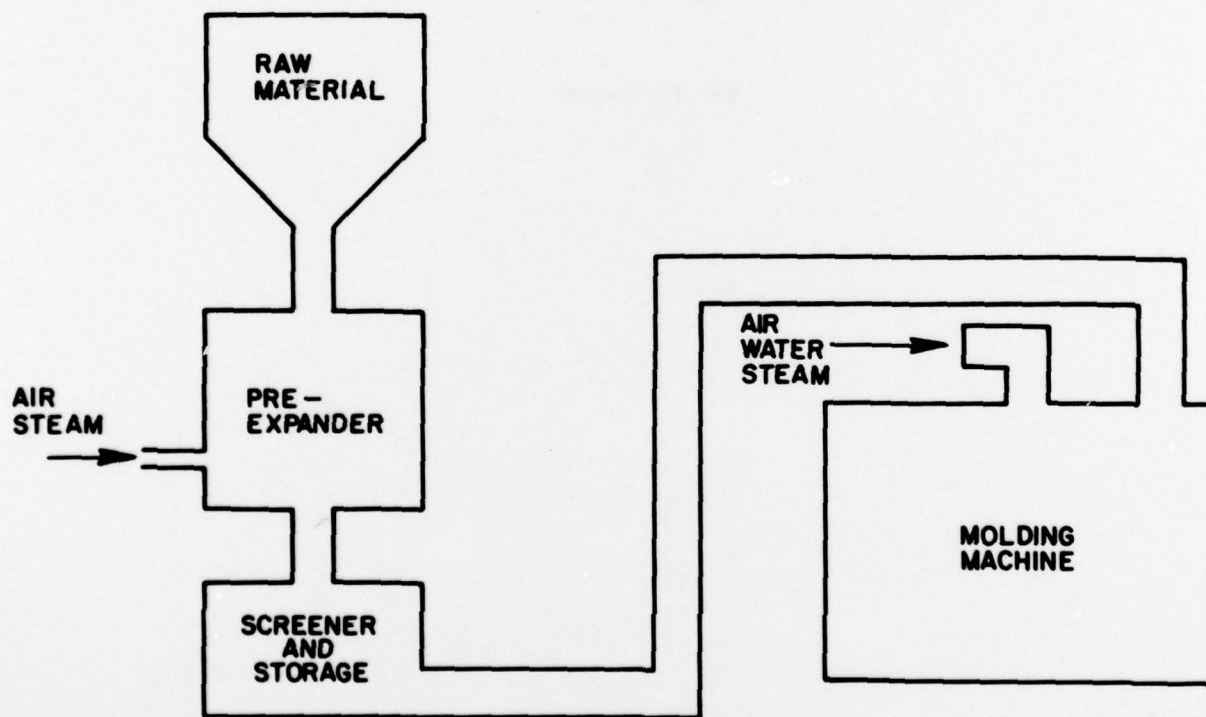 RAW
MATERIAL
AIR
STEAM
PRE-
EXPANDER
SCREENER
AND
STORAGE
AIR
WATER
STEAM
MOLDING
MACHINE